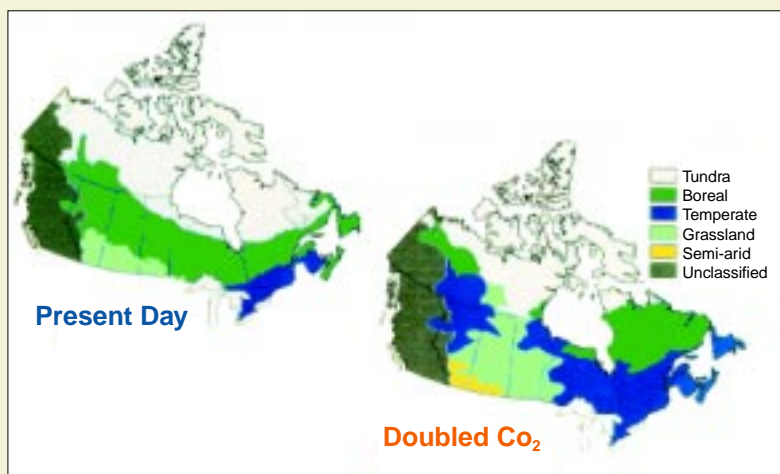 Tundra
Boreal
Temperate
Grassland
Semi-arid
Unclassified
Present Day
Doubled Co₂